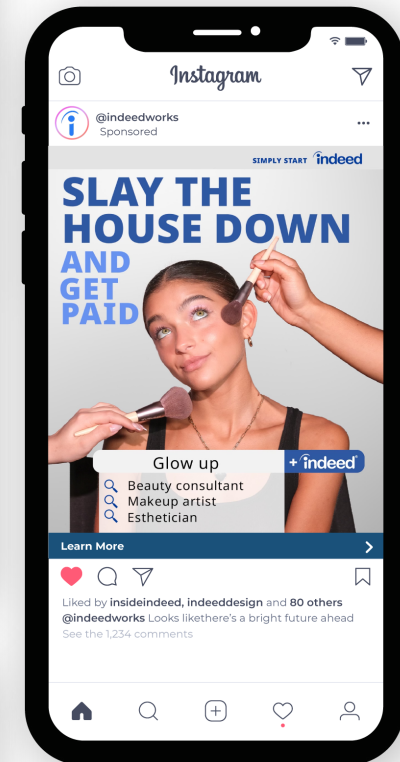 Instagram
@indeedworks
Sponsored
SIMPLY START indeed
SLAY THE
HOUSE DOWN
AND
GET
PAID
Glow up + indeed
Beauty consultant
Makeup artist
Esthetician
Learn More
Liked by insideindeed, indeeddesign and 80 others
@indeedworks Looks likethere's a bright future ahead
See the 1,234 comments